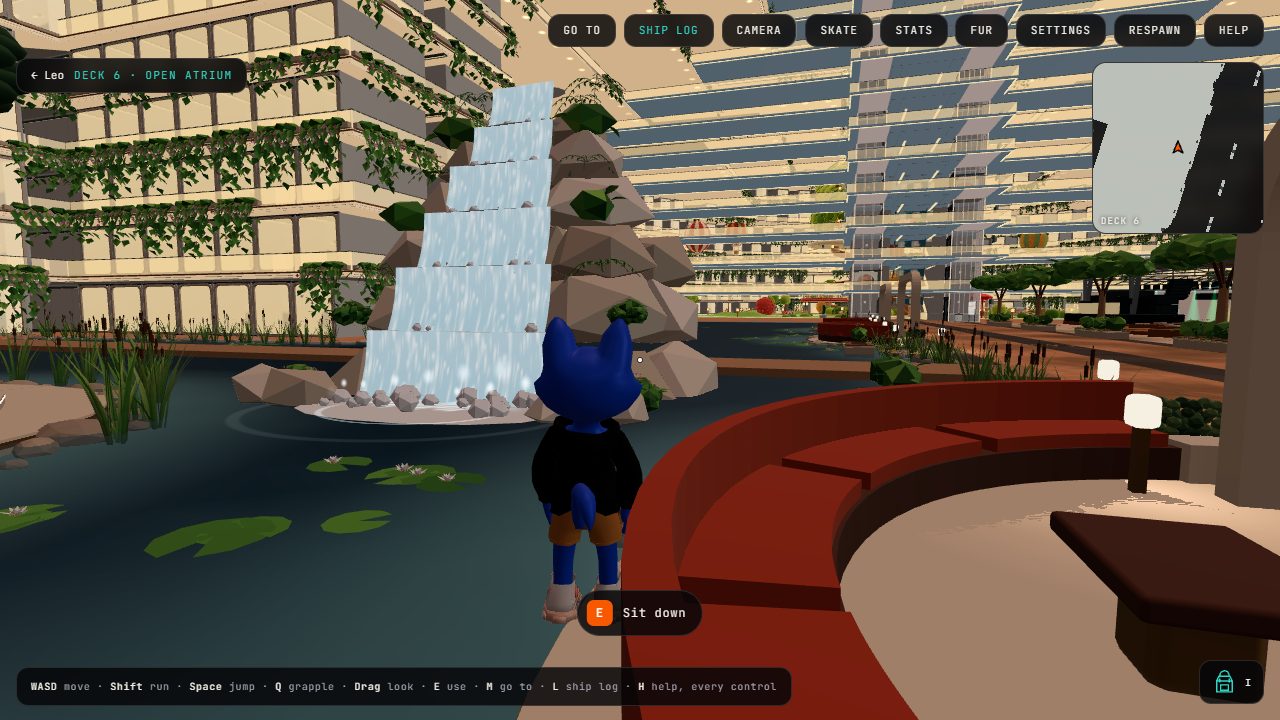 GO TO
SHIP LOG
CAMERA
SKATE
STATS
FUR
SETTINGS
RESPAWN
HELP
← Leo DECK 6 · OPEN ATRIUM
DECK 6
E Sit down
WASD move · Shift run · Space jump · Q grapple · Drag look · E use · M go to · L ship log · H help, every control
I